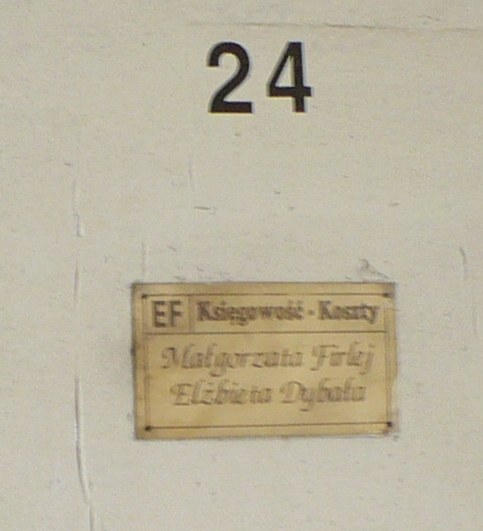 24
EF Księgowość - Koszty
Małgorzata Firlej
Elżbieta Dybała